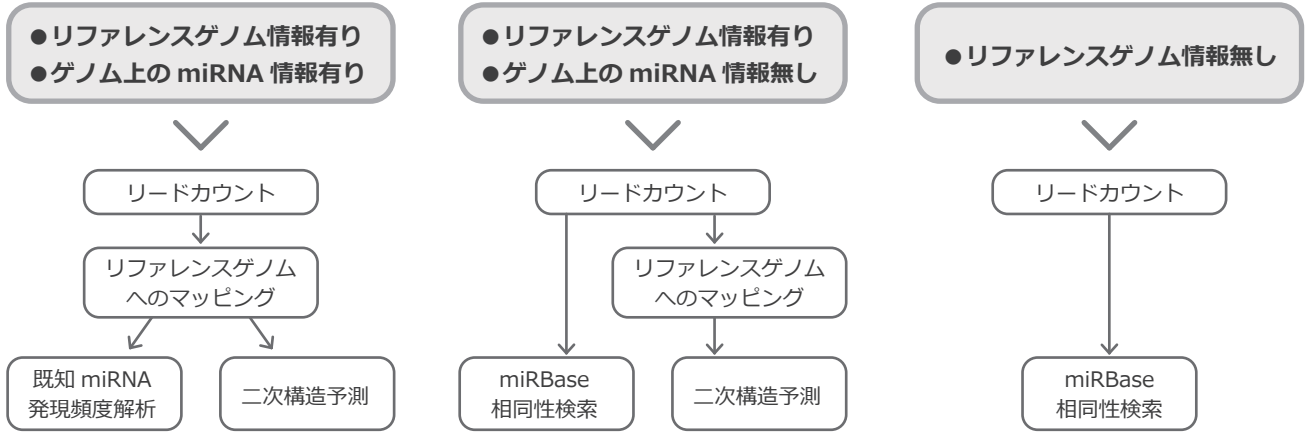 ●リファレンスゲノム情報有り
●ゲノム上の miRNA 情報有り
リードカウント
リファレンスゲノム
へのマッピング
既知 miRNA
発現頻度解析
二次構造予測
●リファレンスゲノム情報有り
●ゲノム上の miRNA 情報無し
リードカウント
リファレンスゲノム
へのマッピング
miRBase
相同性検索
二次構造予測
●リファレンスゲノム情報無し
リードカウント
miRBase
相同性検索